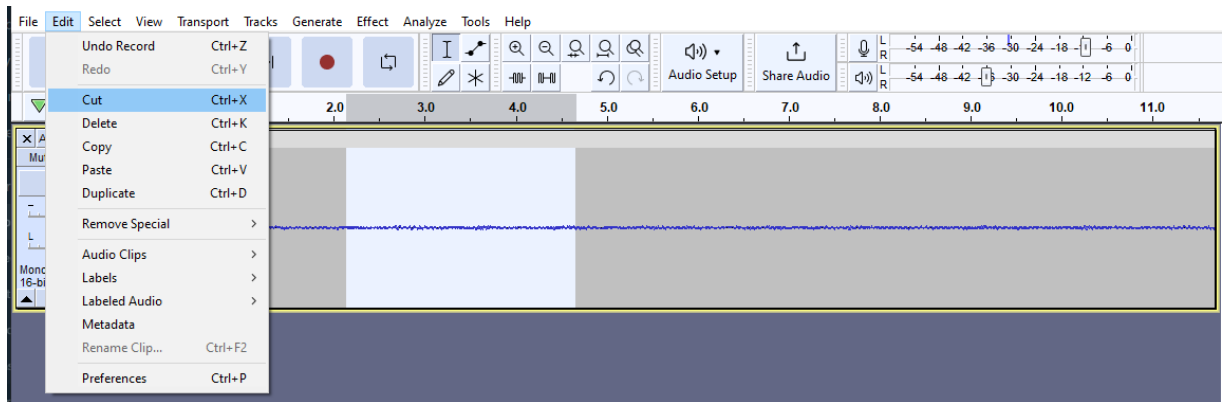 File Edit Select View Transport Tracks Generate Effect Analyze Tools Help
Undo Record Ctrl+Z
Redo Ctrl+Y
Cut Ctrl+X
Delete Ctrl+K
Copy Ctrl+C
Paste Ctrl+V
Duplicate Ctrl+D
Remove Special
Audio Clips
Labels
Labeled Audio
Metadata
Rename Clip... Ctrl+F2
Preferences Ctrl+P
Audio Setup
Share Audio
L
R
-54 -48 -42 -36 -30 -24 -18 -6 0
L
R
-54 -48 -42 -30 -24 -18 -12 -6 0
2.0 3.0 4.0 5.0 6.0 7.0 8.0 9.0 10.0 11.0
L
16-bi